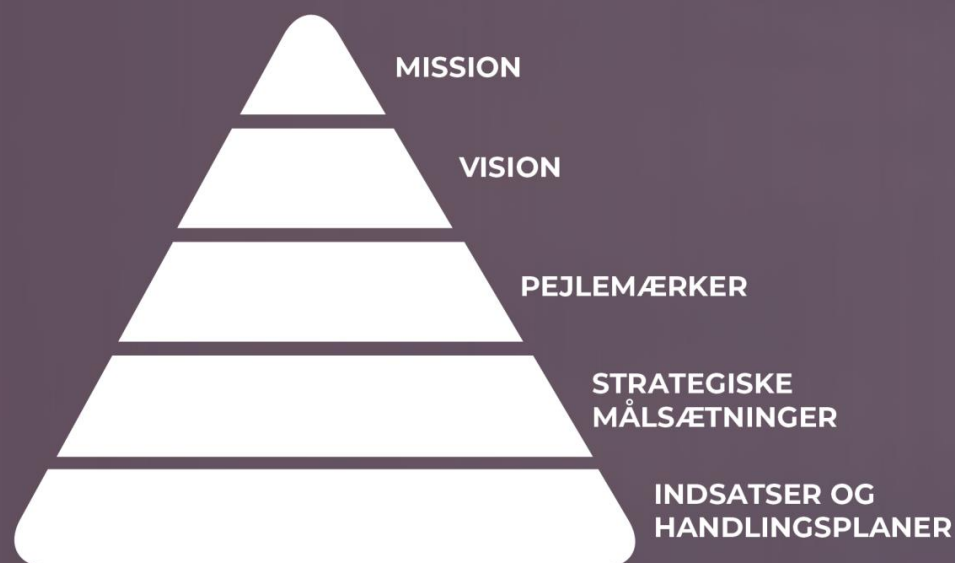 MISSION
VISION
PEJLEMÆRKER
STRATEGISKE
MÅLSÆTNINGER
INDSATSER OG
HANDLINGSPLANER